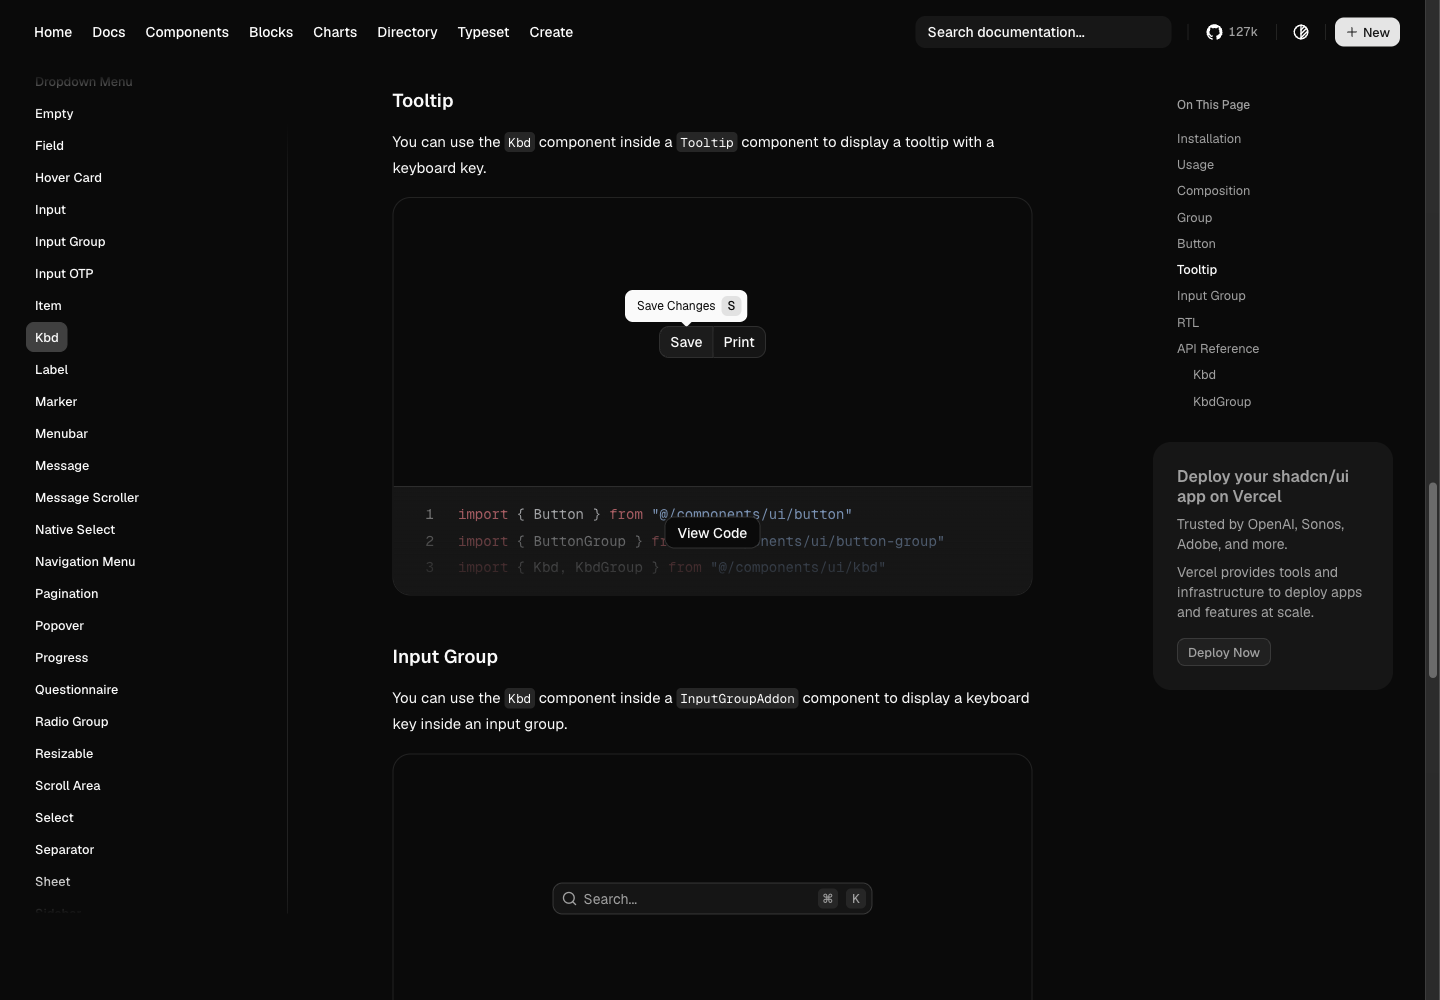 Home Docs Components Blocks Charts Directory Typeset Create
Search documentation...
127k
New
Dropdown Menu
Empty
Field
Hover Card
Input
Input Group
Input OTP
Item
Kbd
Label
Marker
Menubar
Message
Message Scroller
Native Select
Navigation Menu
Pagination
Popover
Progress
Questionnaire
Radio Group
Resizable
Scroll Area
Select
Separator
Sheet
Tooltip
You can use the Kbd component inside a Tooltip component to display a tooltip with a
keyboard key.
Save Changes S
Save Print
1 import { Button } from "@/components/ui/button"
2 import { ButtonGroup } nents/ui/button-group"
View Code
3 import { Kbd, KbdGroup } from "@/components/ui/kbd"
Input Group
You can use the Kbd component inside a InputGroupAddon component to display a keyboard
key inside an input group.
Search... ⌘ K
On This Page
Installation
Usage
Composition
Group
Button
Tooltip
Input Group
RTL
API Reference
Kbd
KbdGroup
Deploy your shadcn/ui
app on Vercel
Trusted by OpenAI, Sonos,
Adobe, and more.
Vercel provides tools and
infrastructure to deploy apps
and features at scale.
Deploy Now